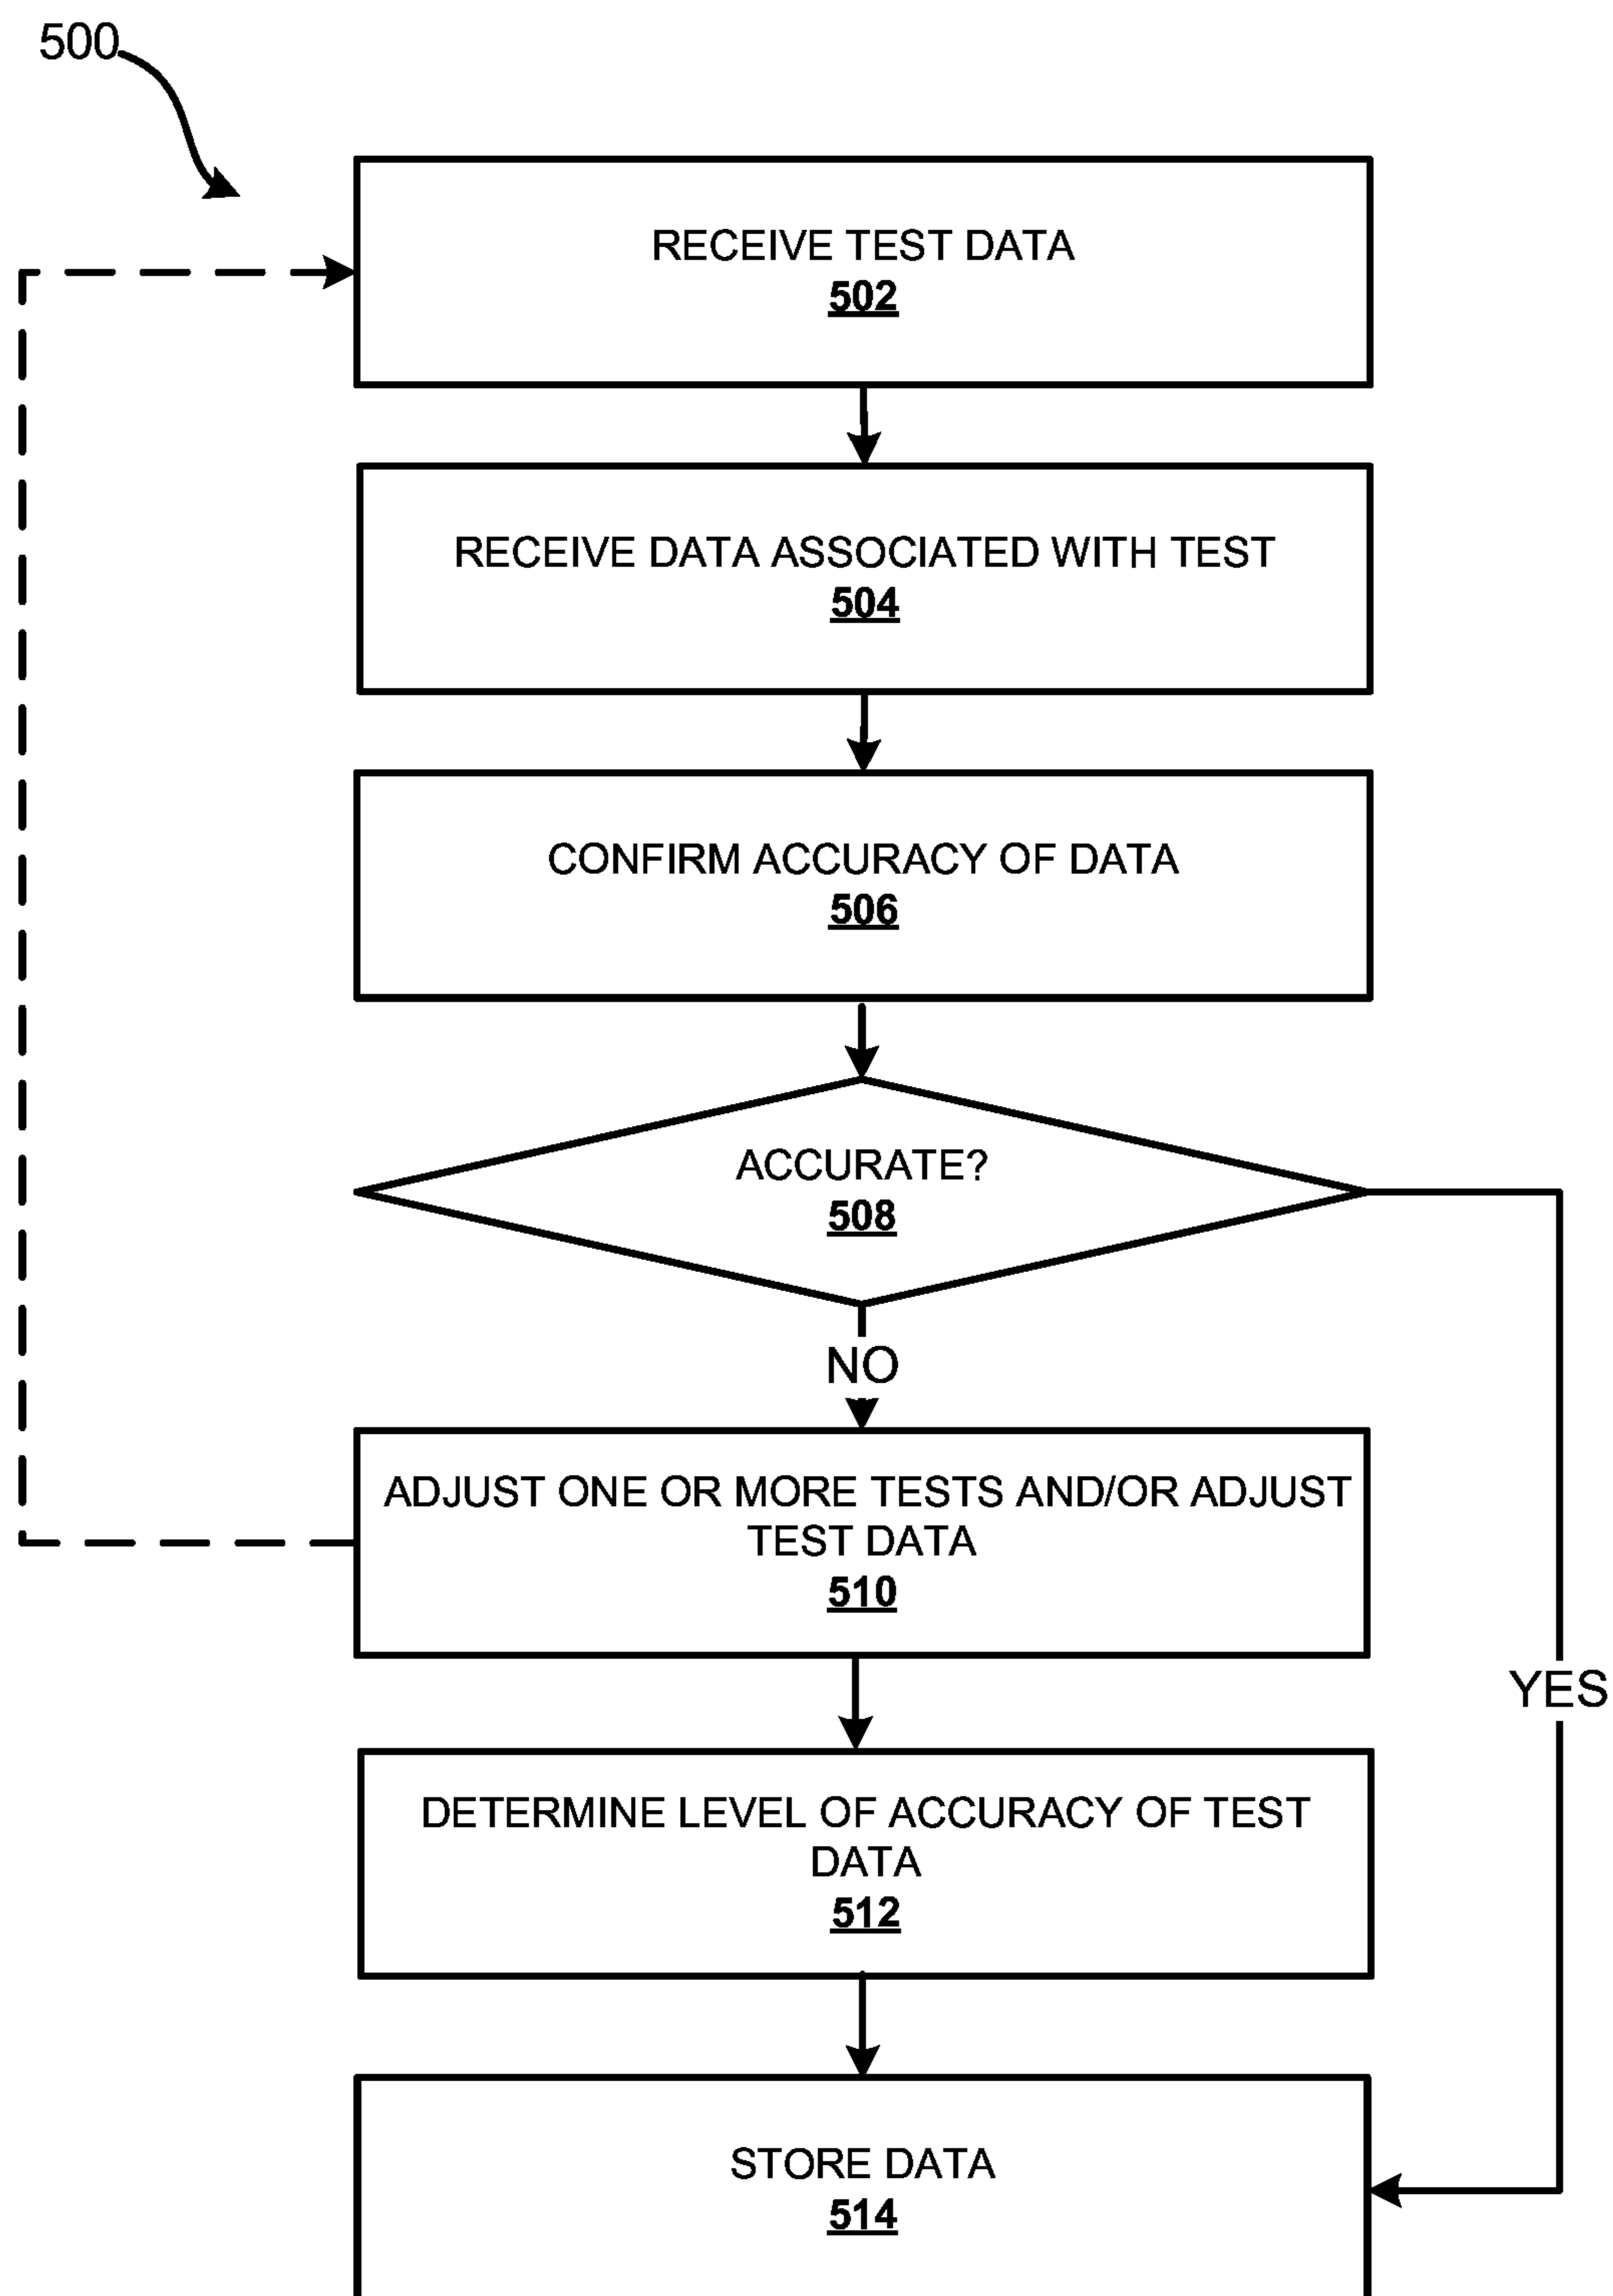 500
RECEIVE TEST DATA
502
RECEIVE DATA ASSOCIATED WITH TEST
504
CONFIRM ACCURACY OF DATA
506
ACCURATE?
508
NO
ADJUST ONE OR MORE TESTS AND/OR ADJUST
TEST DATA
510
YES
DETERMINE LEVEL OF ACCURACY OF TEST
DATA
512
STORE DATA
514